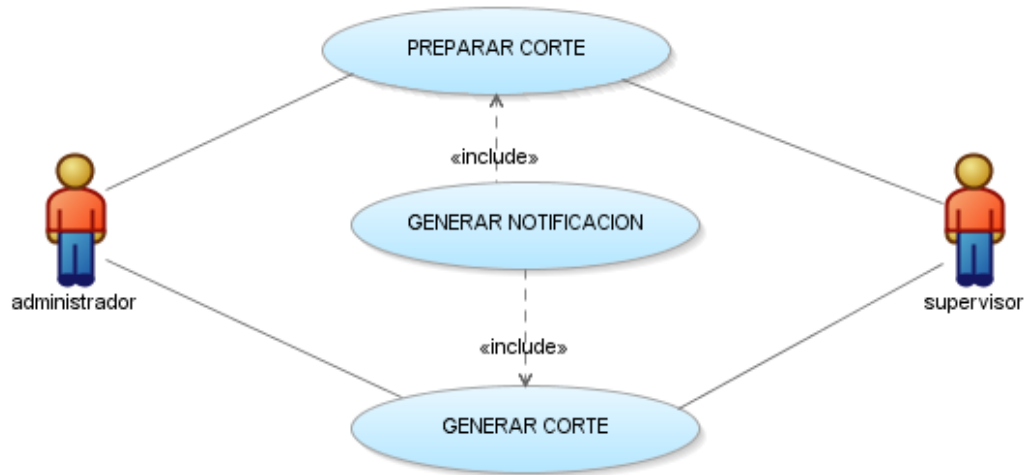 PREPARAR CORTE
«include»
GENERAR NOTIFICACION
administrador
supervisor
«include»
GENERAR CORTE